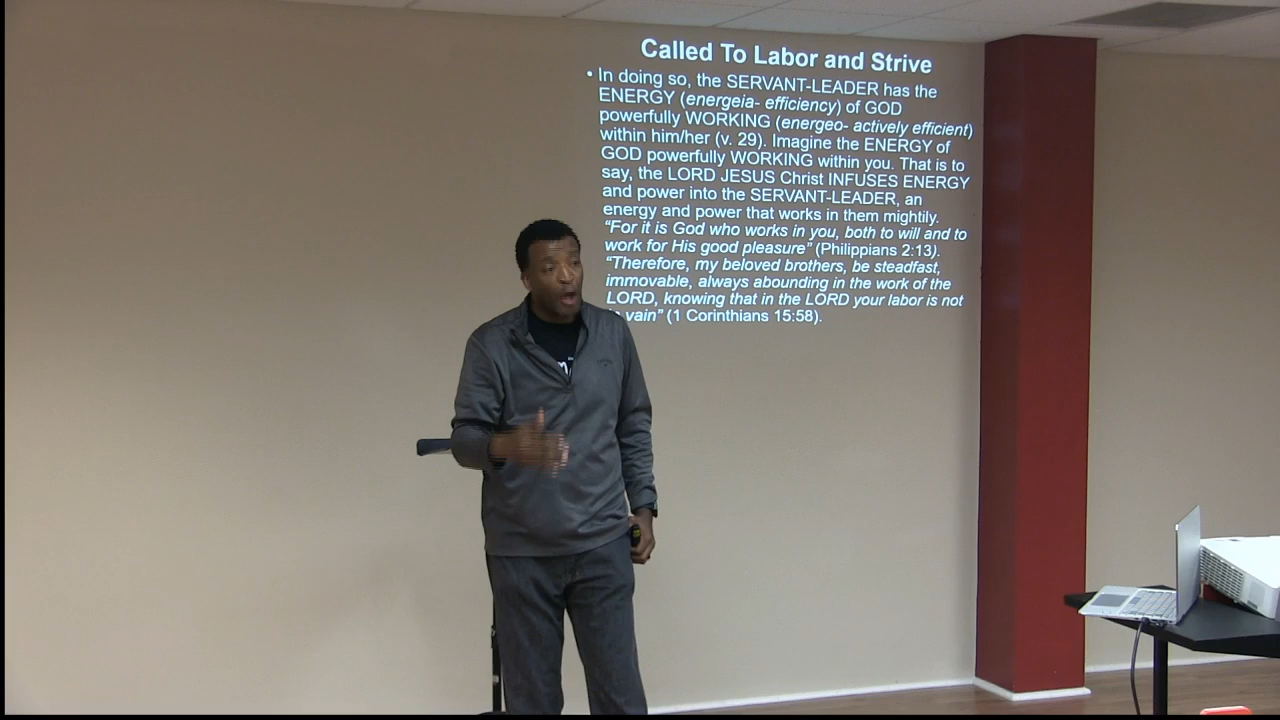 Called To Labor and Strive
• In doing so, the SERVANT-LEADER has the
ENERGY (energeia- efficiency) of GOD
powerfully WORKING (energeo- actively efficient)
within him/her (v. 29). Imagine the ENERGY of
GOD powerfully WORKING within you. That is to
say, the LORD JESUS Christ INFUSES ENERGY
and power into the SERVANT-LEADER, an
energy and power that works in them mightily.
“For it is God who works in you, both to will and to
work for His good pleasure” (Philippians 2:13).
“Therefore, my beloved brothers, be steadfast,
immovable, always abounding in the work of the
LORD, knowing that in the LORD your labor is not
vain” (1 Corinthians 15:58).